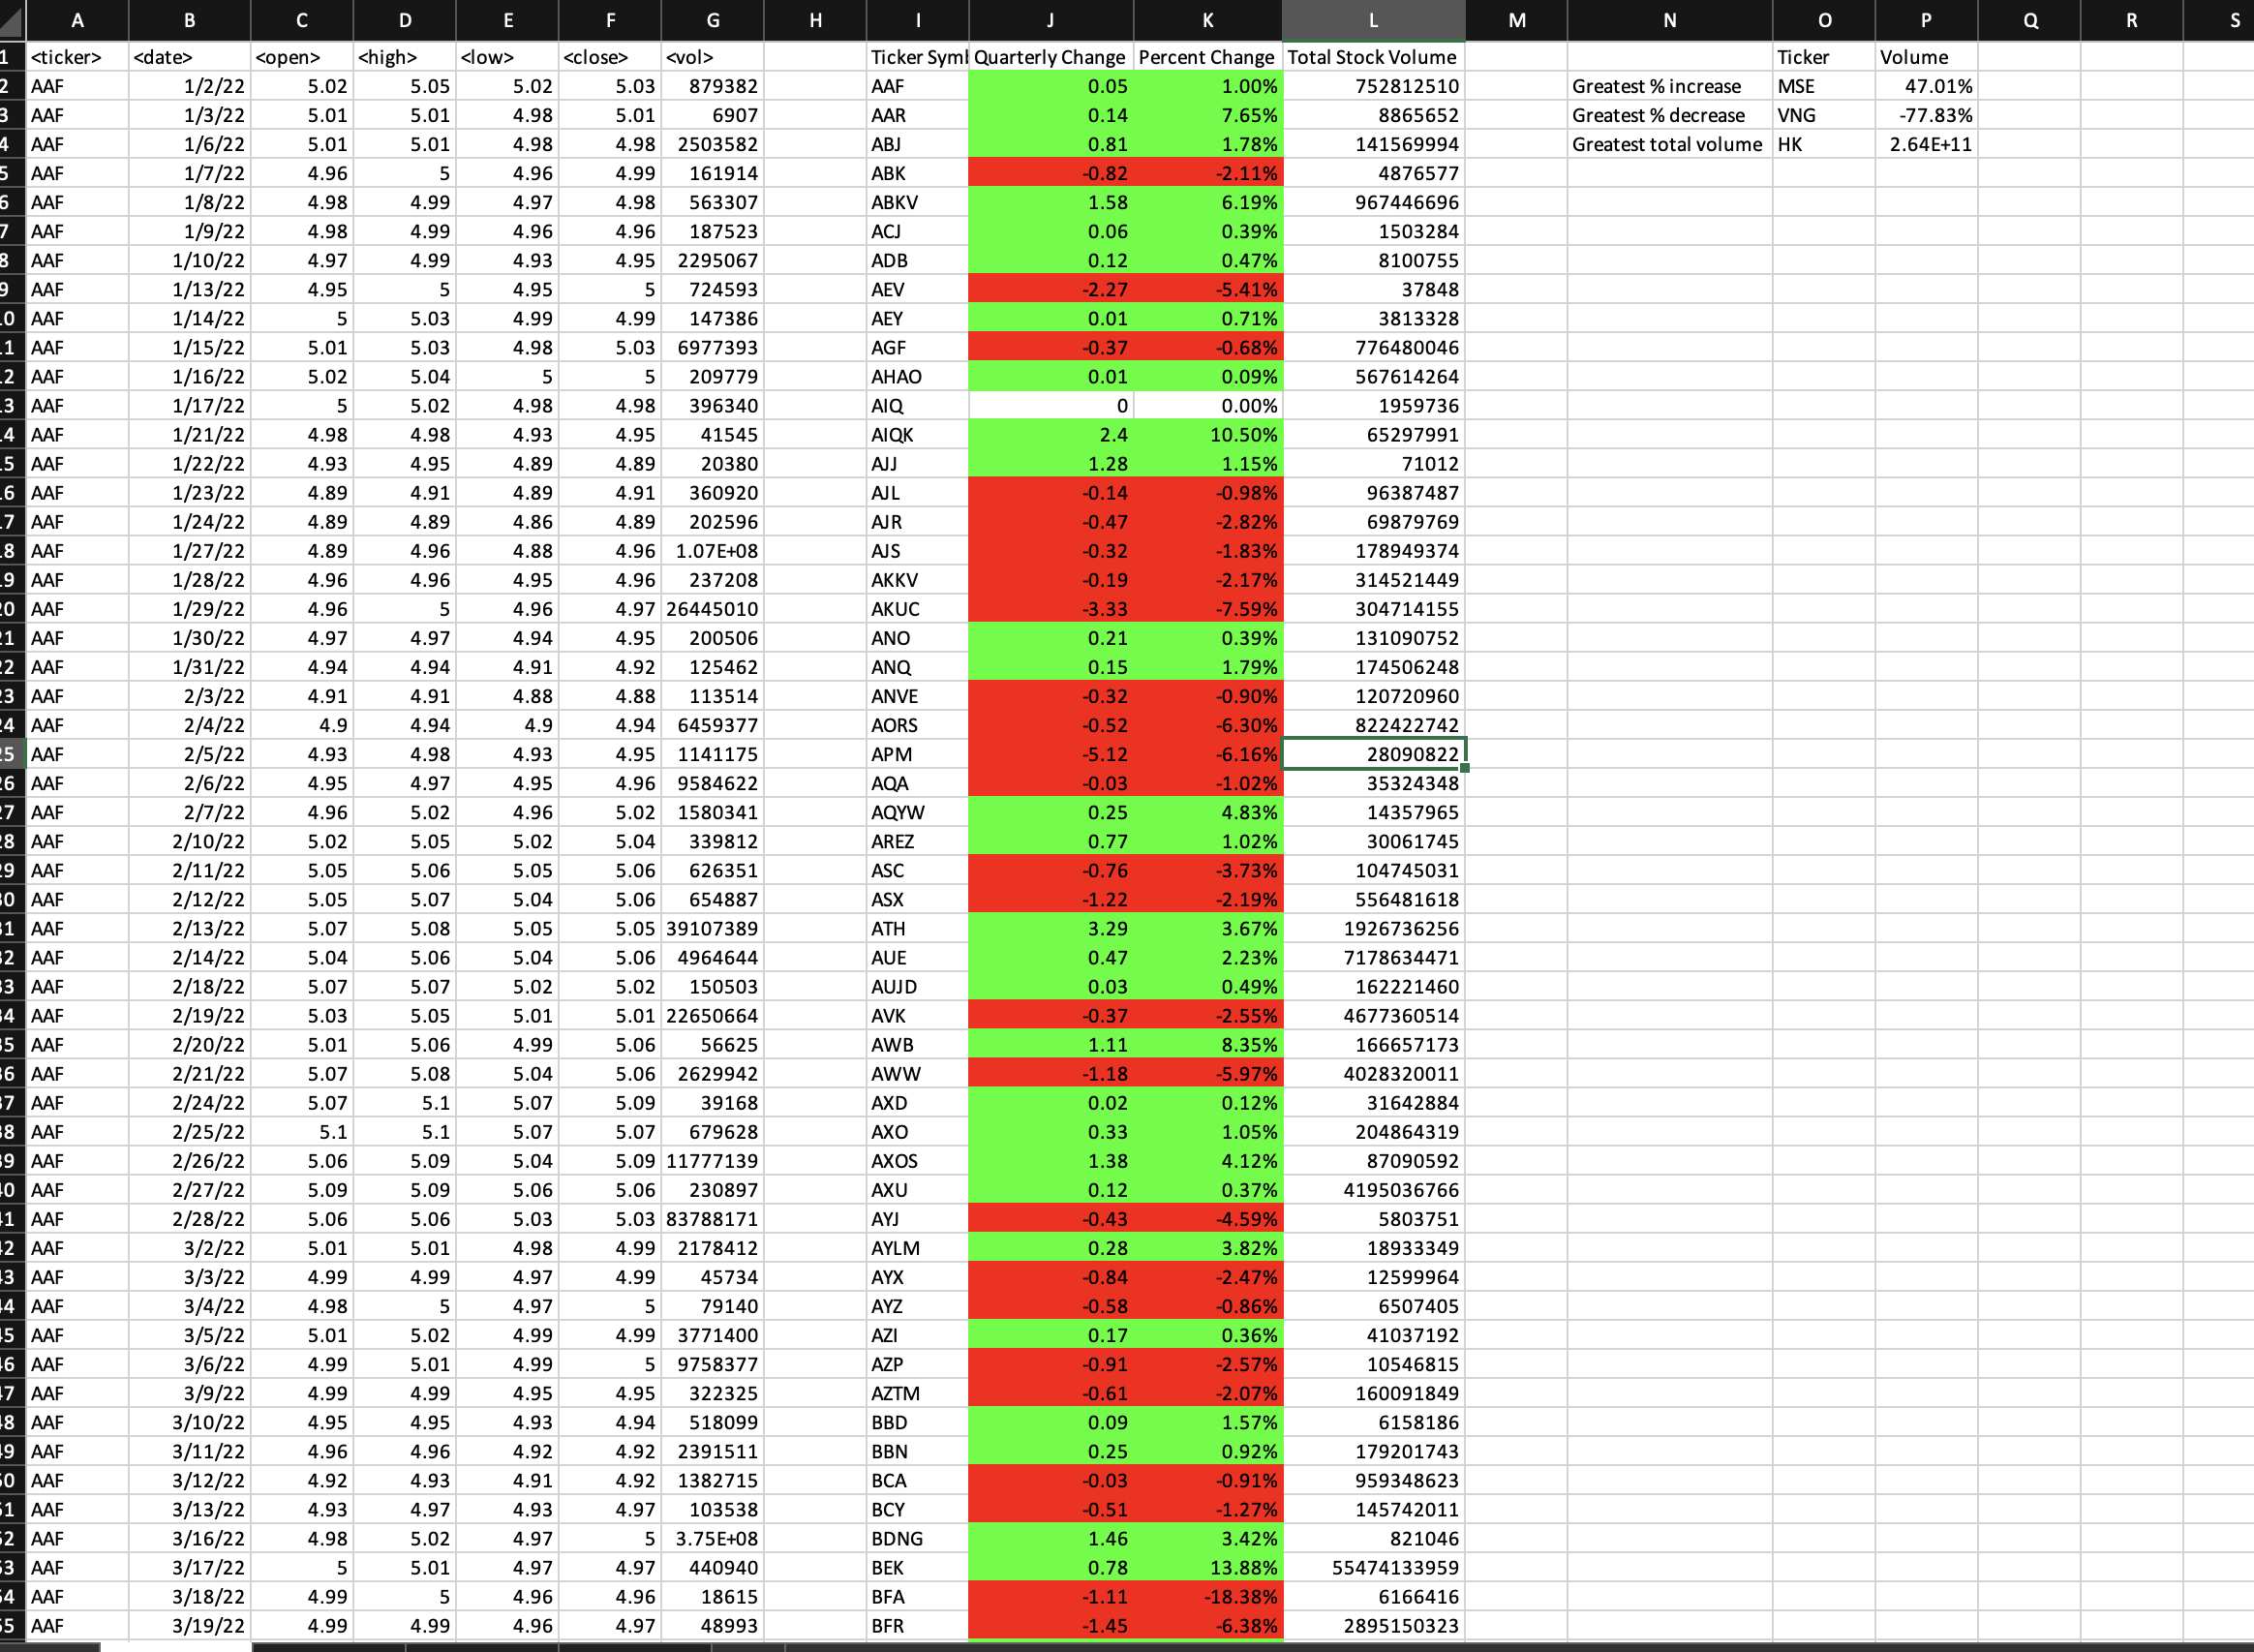 A B C D E F G H I J K L M N O P Q R S
1 <ticker> <date> <open> <high> <low> <close> <vol> Ticker Syml Quarterly Change Percent Change Total Stock Volume Ticker Volume
2 AAF 1/2/22 5.02 5.05 5.02 5.03 879382 AAF 0.05 1.00% 752812510 Greatest % increase MSE 47.01%
3 AAF 1/3/22 5.01 5.01 4.98 5.01 6907 AAR 0.14 7.65% 8865652 Greatest % decrease VNG -77.83%
4 AAF 1/6/22 5.01 5.01 4.98 4.98 2503582 ABJ 0.81 1.78% 141569994 Greatest total volume HK 2.64E+11
5 AAF 1/7/22 4.96 5 4.96 4.99 161914 ABK -0.82 -2.11% 4876577
6 AAF 1/8/22 4.98 4.99 4.97 4.98 563307 ABKV 1.58 6.19% 967446696
7 AAF 1/9/22 4.98 4.99 4.96 4.96 187523 ACJ 0.06 0.39% 1503284
8 AAF 1/10/22 4.97 4.99 4.93 4.95 2295067 ADB 0.12 0.47% 8100755
9 AAF 1/13/22 4.95 5 4.95 5 724593 AEV -2.27 -5.41% 37848
0 AAF 1/14/22 5 5.03 4.99 4.99 147386 AEY 0.01 0.71% 3813328
1 AAF 1/15/22 5.01 5.03 4.98 5.03 6977393 AGF -0.37 -0.68% 776480046
2 AAF 1/16/22 5.02 5.04 5 5 209779 AHAO 0.01 0.09% 567614264
3 AAF 1/17/22 5 5.02 4.98 4.98 396340 AIQ 0 0.00% 1959736
4 AAF 1/21/22 4.98 4.98 4.93 4.95 41545 AIQK 2.4 10.50% 65297991
5 AAF 1/22/22 4.93 4.95 4.89 4.89 20380 AJJ 1.28 1.15% 71012
6 AAF 1/23/22 4.89 4.91 4.89 4.91 360920 AJL -0.14 -0.98% 96387487
7 AAF 1/24/22 4.89 4.89 4.86 4.89 202596 AJR -0.47 -2.82% 69879769
8 AAF 1/27/22 4.89 4.96 4.88 4.96 1.07E+08 AJS -0.32 -1.83% 178949374
9 AAF 1/28/22 4.96 4.96 4.95 4.96 237208 AKKV -0.19 -2.17% 314521449
0 AAF 1/29/22 4.96 5 4.96 4.97 26445010 AKUC -3.33 -7.59% 304714155
1 AAF 1/30/22 4.97 4.97 4.94 4.95 200506 ANO 0.21 0.39% 131090752
2 AAF 1/31/22 4.94 4.94 4.91 4.92 125462 ANQ 0.15 1.79% 174506248
3 AAF 2/3/22 4.91 4.91 4.88 4.88 113514 ANVE -0.32 -0.90% 120720960
4 AAF 2/4/22 4.9 4.94 4.9 4.94 6459377 AORS -0.52 -6.30% 822422742
5 AAF 2/5/22 4.93 4.98 4.93 4.95 1141175 APM -5.12 -6.16% 28090822
6 AAF 2/6/22 4.95 4.97 4.95 4.96 9584622 AQA -0.03 -1.02% 35324348
7 AAF 2/7/22 4.96 5.02 4.96 5.02 1580341 AQYW 0.25 4.83% 14357965
8 AAF 2/10/22 5.02 5.05 5.02 5.04 339812 AREZ 0.77 1.02% 30061745
9 AAF 2/11/22 5.05 5.06 5.05 5.06 626351 ASC -0.76 -3.73% 104745031
0 AAF 2/12/22 5.05 5.07 5.04 5.06 654887 ASX -1.22 -2.19% 556481618
1 AAF 2/13/22 5.07 5.08 5.05 5.05 39107389 ATH 3.29 3.67% 1926736256
2 AAF 2/14/22 5.04 5.06 5.04 5.06 4964644 AUE 0.47 2.23% 7178634471
3 AAF 2/18/22 5.07 5.07 5.02 5.02 150503 AUJD 0.03 0.49% 162221460
4 AAF 2/19/22 5.03 5.05 5.01 5.01 22650664 AVK -0.37 -2.55% 4677360514
5 AAF 2/20/22 5.01 5.06 4.99 5.06 56625 AWB 1.11 8.35% 166657173
6 AAF 2/21/22 5.07 5.08 5.04 5.06 2629942 AWW -1.18 -5.97% 4028320011
7 AAF 2/24/22 5.07 5.1 5.07 5.09 39168 AXD 0.02 0.12% 31642884
8 AAF 2/25/22 5.1 5.1 5.07 5.07 679628 AXO 0.33 1.05% 204864319
9 AAF 2/26/22 5.06 5.09 5.04 5.09 11777139 AXOS 1.38 4.12% 87090592
0 AAF 2/27/22 5.09 5.09 5.06 5.06 230897 AXU 0.12 0.37% 4195036766
1 AAF 2/28/22 5.06 5.06 5.03 5.03 83788171 AYJ -0.43 -4.59% 5803751
2 AAF 3/2/22 5.01 5.01 4.98 4.99 2178412 AYLM 0.28 3.82% 18933349
3 AAF 3/3/22 4.99 4.99 4.97 4.99 45734 AYX -0.84 -2.47% 12599964
4 AAF 3/4/22 4.98 5 4.97 5 79140 AYZ -0.58 -0.86% 6507405
5 AAF 3/5/22 5.01 5.02 4.99 4.99 3771400 AZI 0.17 0.36% 41037192
6 AAF 3/6/22 4.99 5.01 4.99 5 9758377 AZP -0.91 -2.57% 10546815
7 AAF 3/9/22 4.99 4.99 4.95 4.95 322325 AZTM -0.61 -2.07% 160091849
8 AAF 3/10/22 4.95 4.95 4.93 4.94 518099 BBD 0.09 1.57% 6158186
9 AAF 3/11/22 4.96 4.96 4.92 4.92 2391511 BBN 0.25 0.92% 179201743
0 AAF 3/12/22 4.92 4.93 4.91 4.92 1382715 BCA -0.03 -0.91% 959348623
1 AAF 3/13/22 4.93 4.97 4.93 4.97 103538 BCY -0.51 -1.27% 145742011
2 AAF 3/16/22 4.98 5.02 4.97 5 3.75E+08 BDNG 1.46 3.42% 821046
3 AAF 3/17/22 5 5.01 4.97 4.97 440940 BEK 0.78 13.88% 55474133959
4 AAF 3/18/22 4.99 5 4.96 4.96 18615 BFA -1.11 -18.38% 6166416
5 AAF 3/19/22 4.99 4.99 4.96 4.97 48993 BFR -1.45 -6.38% 2895150323